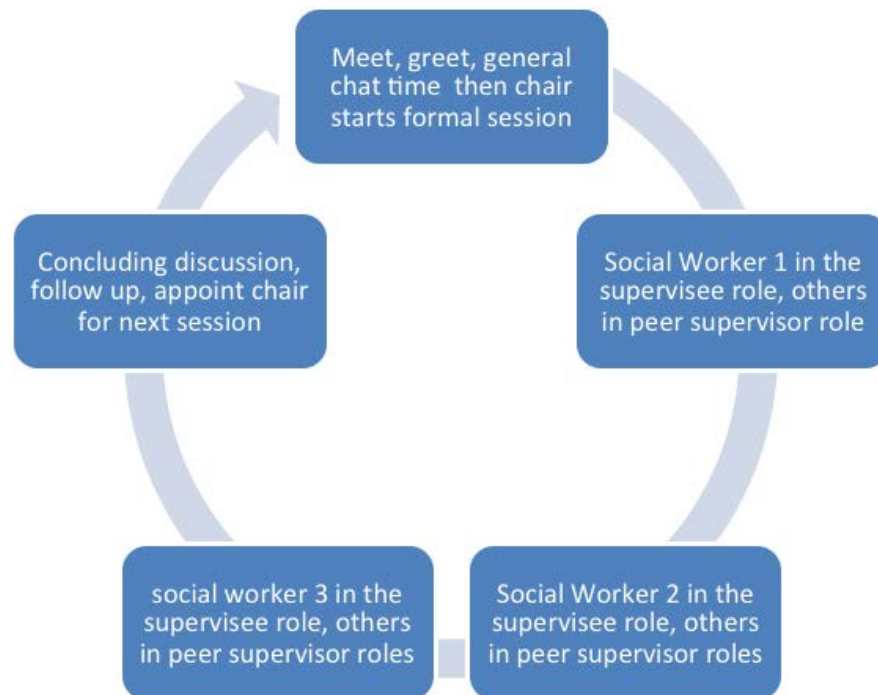 Meet, greet, general
chat time then chair
starts formal session
Social Worker 1 in the
supervisee role, others
in peer supervisor role
Social Worker 2 in the
supervisee role, others
in peer supervisor roles
social worker 3 in the
supervisee role, others
in peer supervisor roles
Concluding discussion,
follow up, appoint chair
for next session